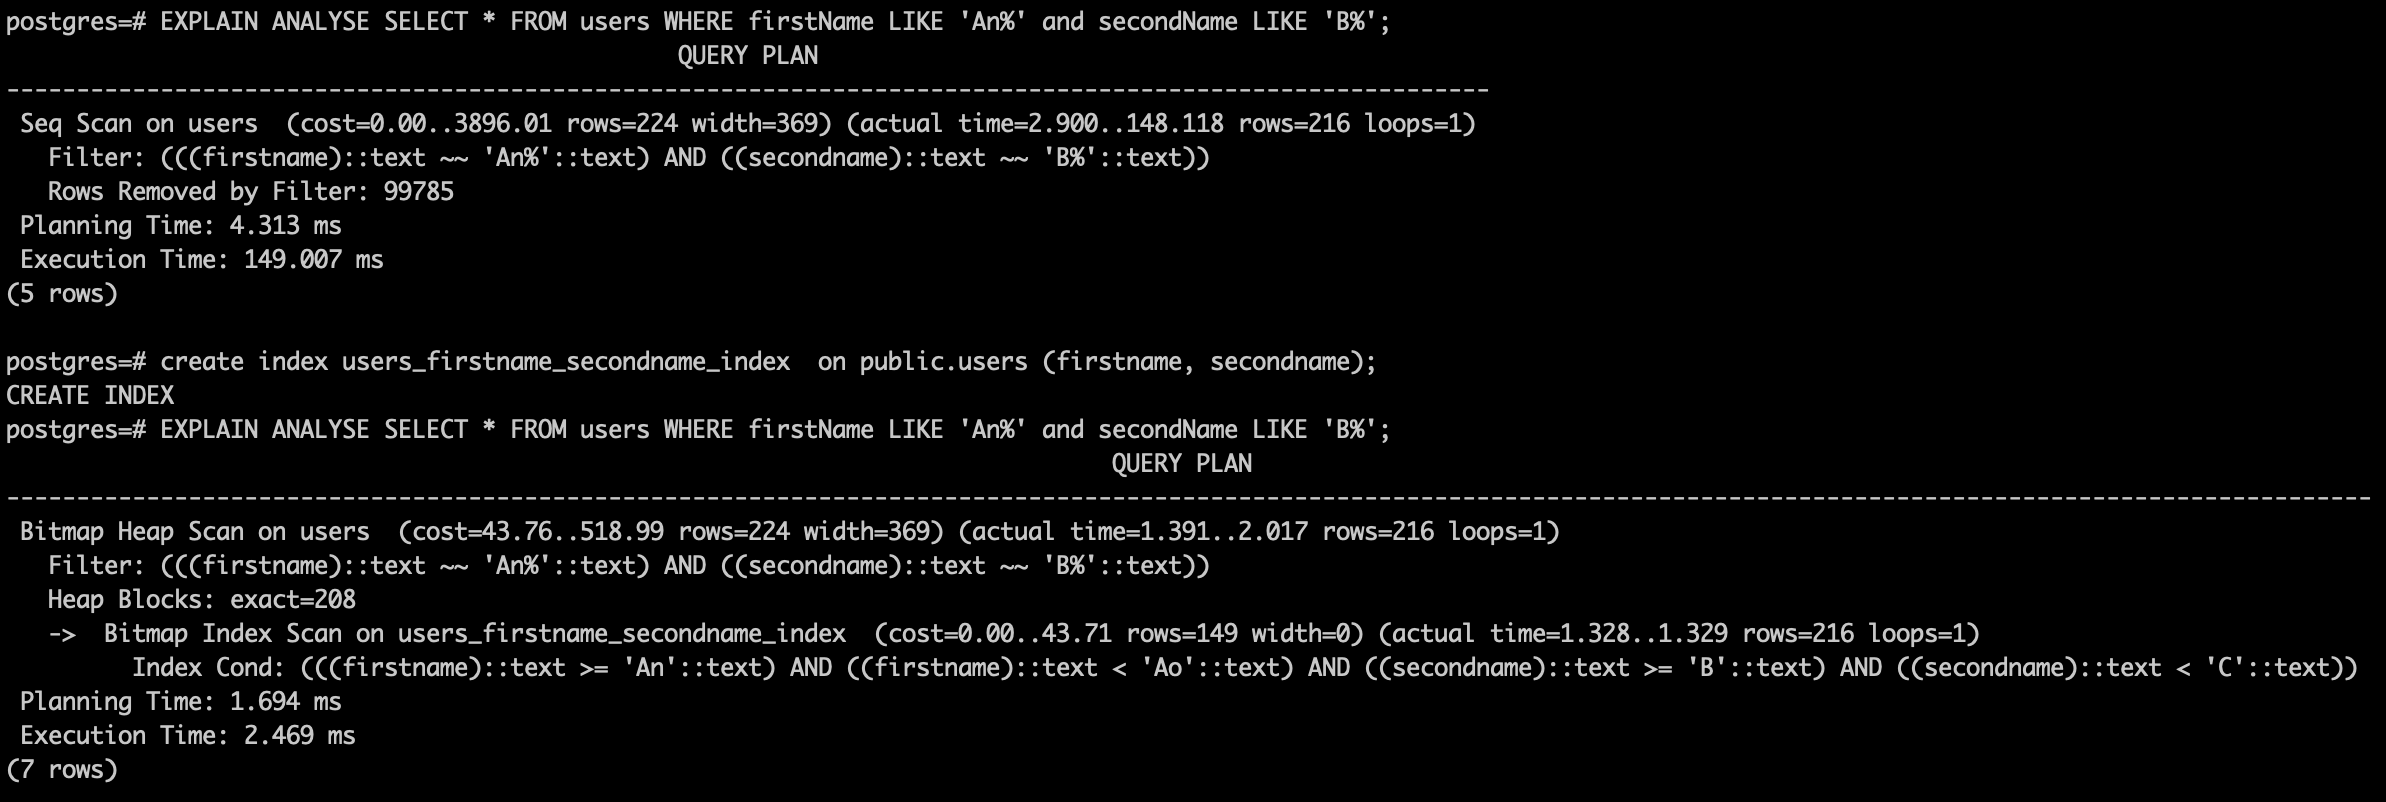 postgres=# EXPLAIN ANALYSE SELECT * FROM users WHERE firstName LIKE 'An%' and secondName LIKE 'B%';
QUERY PLAN
----------------------------------------------------------------------------------------------------------
Seq Scan on users  (cost=0.00..3896.01 rows=224 width=369) (actual time=2.900..148.118 rows=216 loops=1)
Filter: (((firstname)::text ~~ 'An%'::text) AND ((secondname)::text ~~ 'B%'::text))
Rows Removed by Filter: 99785
Planning Time: 4.313 ms
Execution Time: 149.007 ms
(5 rows)
postgres=# create index users_firstname_secondname_index  on public.users (firstname, secondname);
CREATE INDEX
postgres=# EXPLAIN ANALYSE SELECT * FROM users WHERE firstName LIKE 'An%' and secondName LIKE 'B%';
QUERY PLAN
-------------------------------------------------------------------------------------------------------------------------------------------------------------------------
Bitmap Heap Scan on users  (cost=43.76..518.99 rows=224 width=369) (actual time=1.391..2.017 rows=216 loops=1)
Filter: (((firstname)::text ~~ 'An%'::text) AND ((secondname)::text ~~ 'B%'::text))
Heap Blocks: exact=208
->  Bitmap Index Scan on users_firstname_secondname_index  (cost=0.00..43.71 rows=149 width=0) (actual time=1.328..1.329 rows=216 loops=1)
Index Cond: (((firstname)::text >= 'An'::text) AND ((firstname)::text < 'Ao'::text) AND ((secondname)::text >= 'B'::text) AND ((secondname)::text < 'C'::text))
Planning Time: 1.694 ms
Execution Time: 2.469 ms
(7 rows)